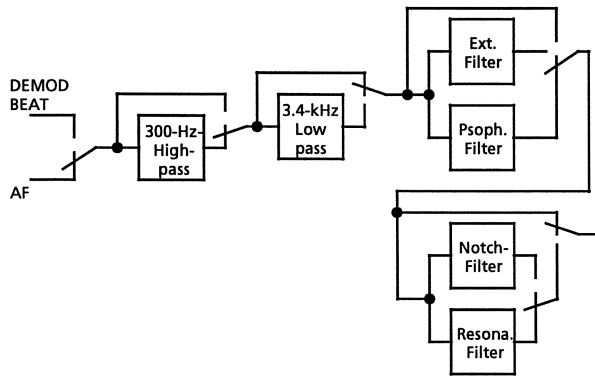 DEMOD
BEAT
AF
300-Hz-
High-
pass
3.4-kHz
Low
pass
Ext.
Filter
Psoph.
Filter
Notch-
Filter
Resona.
Filter